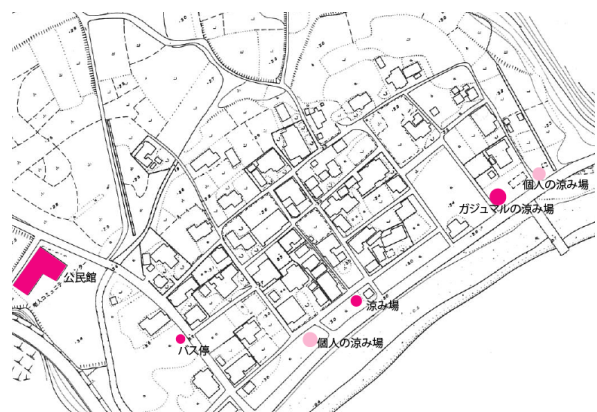 個人の涼み場
ガジュマルの涼み場
公民館
涼み場
個人の涼み場
バス停